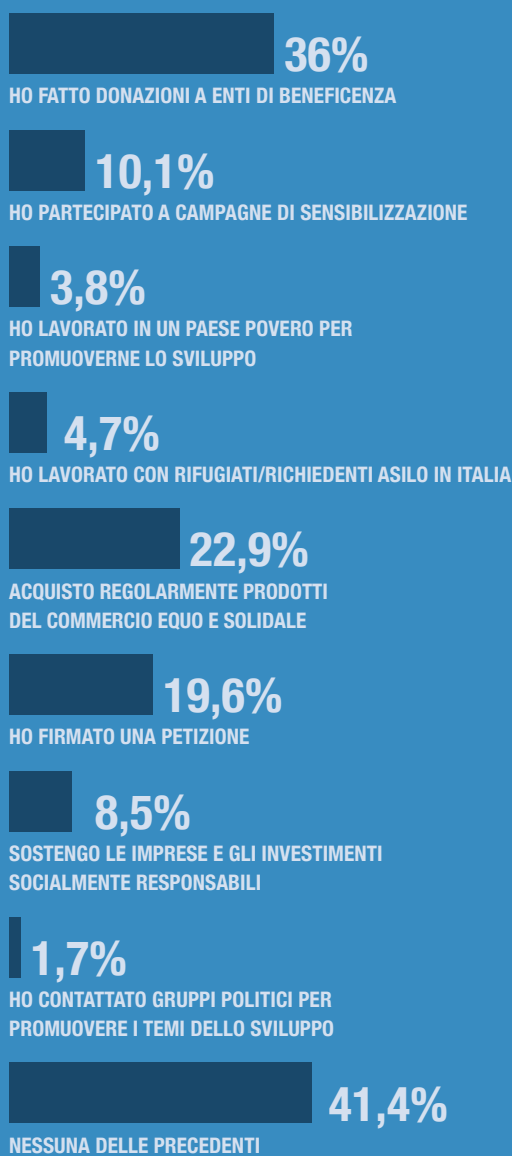 36%
HO FATTO DONAZIONI A ENTI DI BENEFICENZA
10,1%
HO PARTECIPATO A CAMPAGNE DI SENSIBILIZZAZIONE
3,8%
HO LAVORATO IN UN PAESE POVERO PER
PROMUOVERNE LO SVILUPPO
4,7%
HO LAVORATO CON RIFUGIATI/RICHIEDENTI ASILO IN ITALIA
22,9%
ACQUISTO REGOLARMENTE PRODOTTI
DEL COMMERCIO EQUO E SOLIDALE
19,6%
HO FIRMATO UNA PETIZIONE
8,5%
SOSTENGO LE IMPRESE E GLI INVESTIMENTI
SOCIALMENTE RESPONSABILI
1,7%
HO CONTATTATO GRUPPI POLITICI PER
PROMUOVERE I TEMI DELLO SVILUPPO
41,4%
NESSUNA DELLE PRECEDENTI